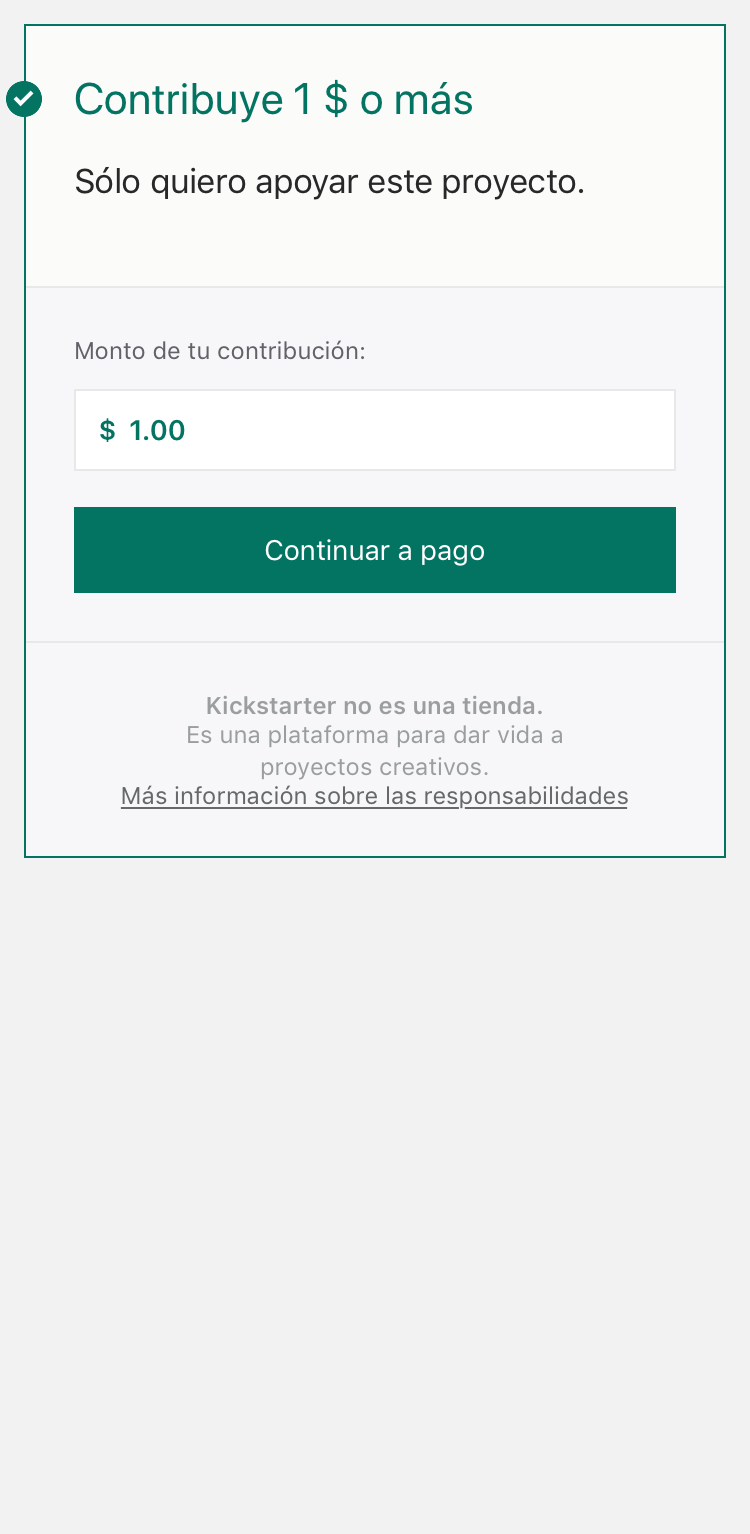 Contribuye 1 $ o más
Sólo quiero apoyar este proyecto.
Monto de tu contribución:
$ 1.00
Continuar a pago
Kickstarter no es una tienda.
Es una plataforma para dar vida a
proyectos creativos.
Más información sobre las responsabilidades